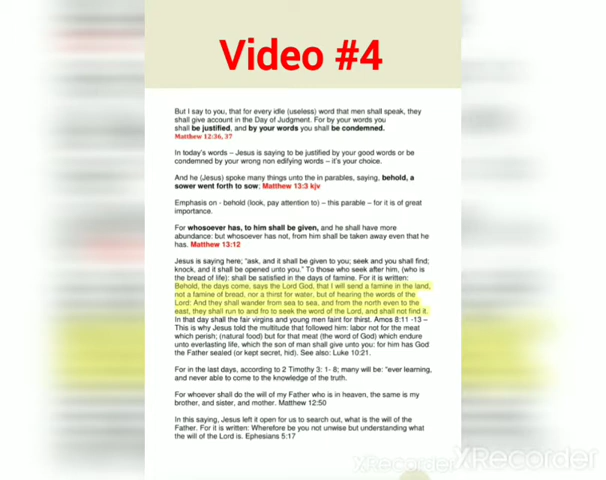 Video #4
But I say to you, that for every idle (useless) word that men shall speak, they
shall give account in the Day of Judgment. For by your words you
shall be justified, and by your words you shall be condemned.
Matthew 12:36, 37
In today's words – Jesus is saying to be justified by your good words or be
condemned by your wrong non edifying words – it's your choice.
And he (Jesus) spoke many things unto the in parables, saying, behold, a
sower went forth to sow; Matthew 13:3 kjv
Emphasis on - behold (look, pay attention to) – this parable – for it is of great
importance.
For whosoever has, to him shall be given, and he shall have more
abundance: but whosoever has not, from him shall be taken away even that he
has. Matthew 13:12
Jesus is saying here; "ask, and it shall be given to you; seek and you shall find;
knock, and it shall be opened unto you." To those who seek after him, (who is
the bread of life); shall be satisfied in the days of famine. For it is written:
Behold, the days come, says the Lord God, that I will send a famine in the land,
not a famine of bread, nor a thirst for water, but of hearing the words of the
Lord: And they shall wander from sea to sea, and from the north even to the
east, they shall run to and fro to seek the word of the Lord, and shall not find it.
In that day shall the fair virgins and young men faint for thirst. Amos 8:11 -13 –
This is why Jesus told the multitude that followed him: labor not for the meat
which perish; (natural food) but for that meat (the word of God) which endure
unto everlasting life, which the son of man shall give unto you: for him has God
the Father sealed (or kept secret, hid). See also: Luke 10:21.
For in the last days, according to 2 Timothy 3: 1- 8; many will be: "ever learning,
and never able to come to the knowledge of the truth.
For whoever shall do the will of my Father who is in heaven, the same is my
brother, and sister, and mother. Matthew 12:50
In this saying, Jesus left it open for us to search out, what is the will of the
Father. For it is written: Wherefore be you not unwise but understanding what
the will of the Lord is. Ephesians 5:17
XRecorder
XRecorder